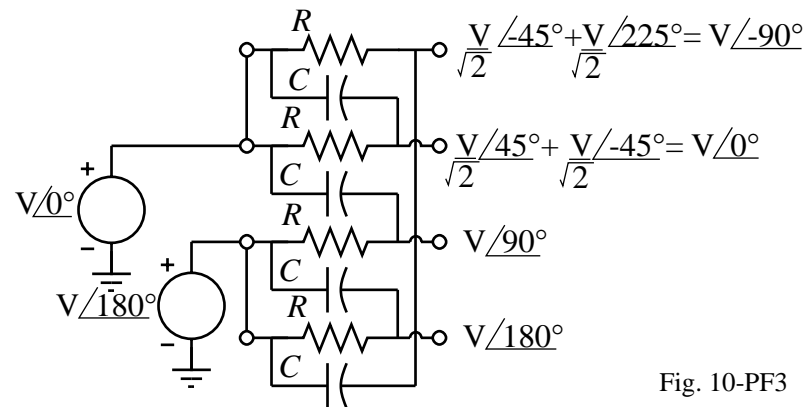 R
V/√2 ∠-45° + V/√2 ∠225° = V∠-90°
C
R
V/√2 ∠45° + V/√2 ∠-45° = V∠0°
+
C
V∠0°
R
V∠90°
−
+
C
V∠180°
R
V∠180°
−
C
Fig. 10-PF3